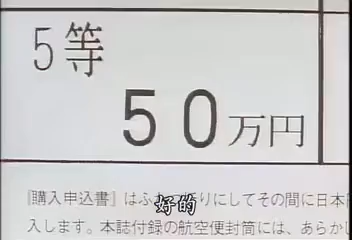 5等
50万円
『購入申込書』はふ りにしてその間に日本
入します。本誌付録の航空便封筒には、あらか
好的